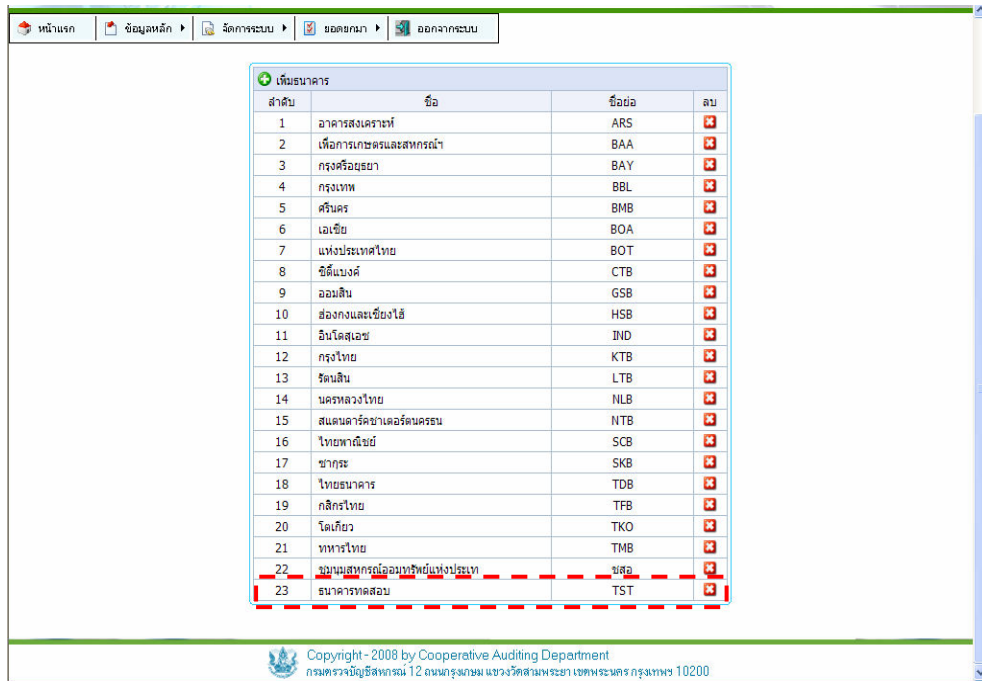 หน้าแรก ข้อมูลหลัก จัดการระบบ ยอดยกมา ออกจากระบบ
เพิ่มธนาคาร
ลำดับ ชื่อ ชื่อย่อ ลบ
1 อาคารสงเคราะห์ ARS
2 เพื่อการเกษตรและสหกรณ์ฯ BAA
3 กรุงศรีอยุธยา BAY
4 กรุงเทพ BBL
5 ศรีนคร BMB
6 เอเซีย BOA
7 แห่งประเทศไทย BOT
8 ซิตี้แบงค์ CTB
9 ออมสิน GSB
10 ฮ่องกงและเซี่ยงไฮ้ HSB
11 อินโดสุเอซ IND
12 กรุงไทย KTB
13 รัตนสิน LTB
14 นครหลวงไทย NLB
15 สแตนดาร์คชาเตอร์ตนครธน NTB
16 ไทยพาณิชย์ SCB
17 ซากุระ SKB
18 ไทยธนาคาร TDB
19 กสิกรไทย TFB
20 โตเกียว TKO
21 ทหารไทย TMB
22 ชุมนุมสหกรณ์ออมทรัพย์แห่งประเท ชสอ
23 ธนาคารทดสอบ TST
Copyright - 2008 by Cooperative Auditing Department
กรมตรวจบัญชีสหกรณ์ 12 ถนนกรุงเกษม แขวงวัดสามพระยา เขตพระนคร กรุงเทพฯ 10200